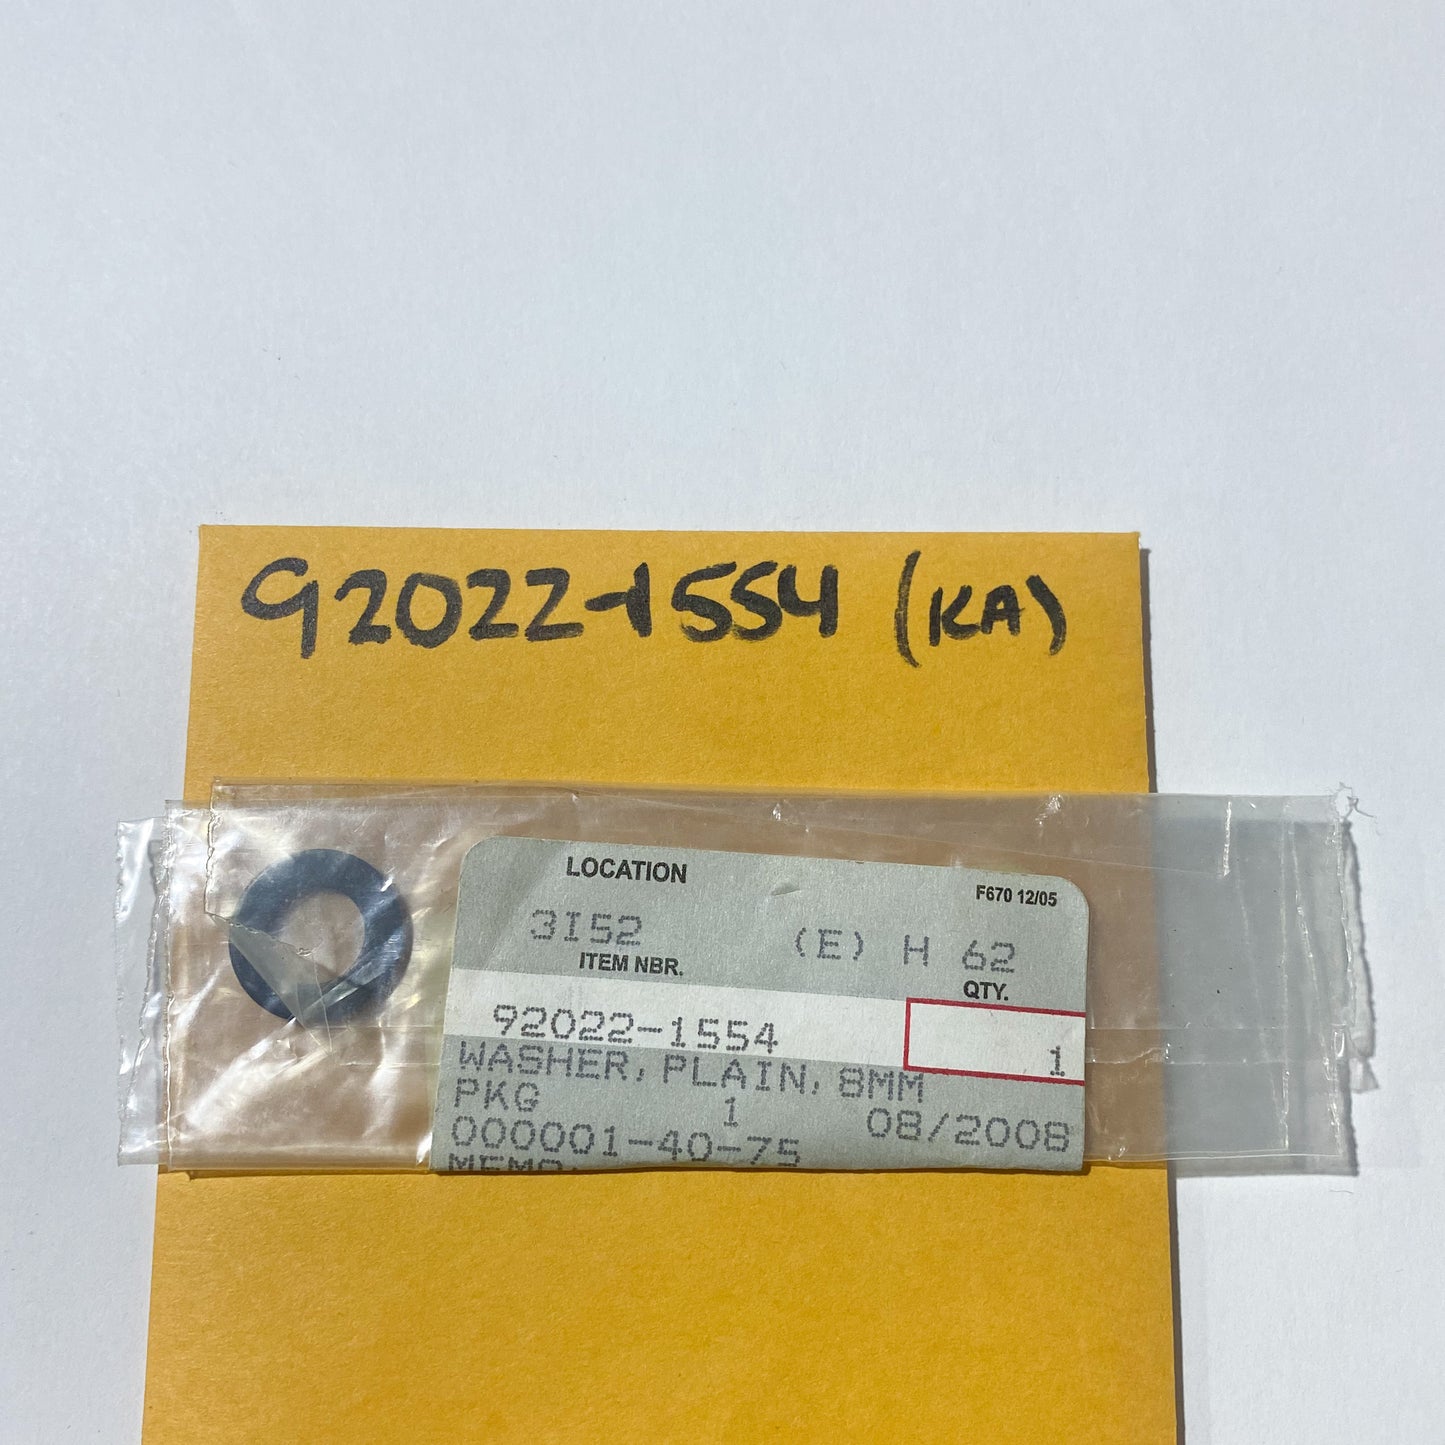 92022-1554 (KA)
LOCATION
F670 12/05
3I52 (E) H 62
ITEM NBR. QTY.
92022-1554 1
WASHER, PLAIN, 8MM
PKG 1 08/2008
000001-40-75
MEMO: